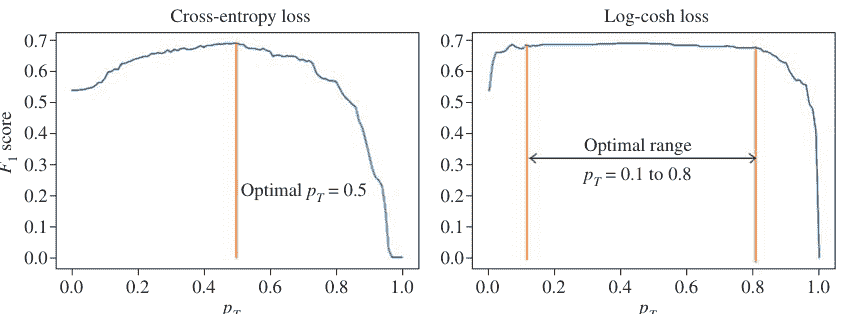 Cross-entropy loss
F1 score
0.7
0.6
0.5
0.4
0.3
0.2
0.1
0.0
Optimal pT = 0.5
0.0 0.2 0.4 0.6 0.8 1.0
pT
Log-cosh loss
0.7
0.6
0.5
0.4
0.3
0.2
0.1
0.0
Optimal range
pT = 0.1 to 0.8
0.0 0.2 0.4 0.6 0.8 1.0
pT